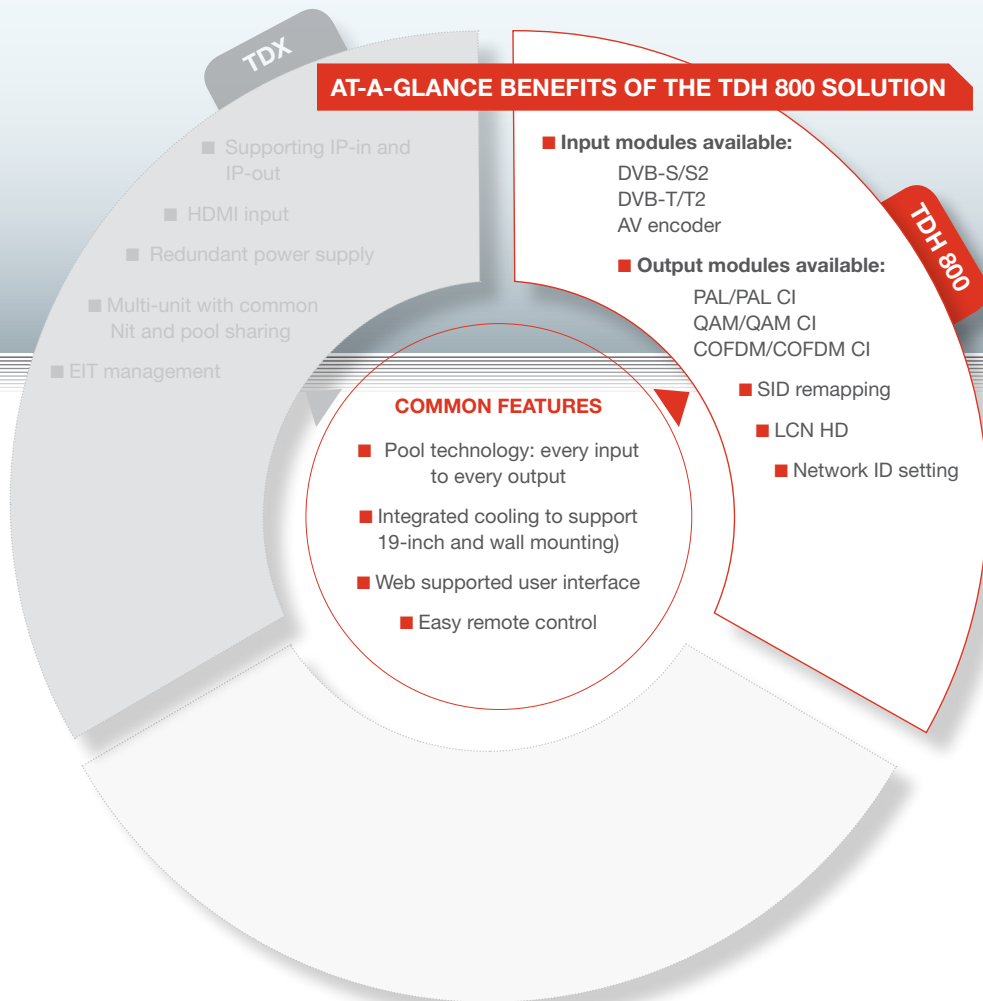 TDX
AT-A-GLANCE BENEFITS OF THE TDH 800 SOLUTION
■ Supporting IP-in and
IP-out
■ HDMI input
■ Redundant power supply
■ Multi-unit with common
Nit and pool sharing
■ EIT management
■ Input modules available:
DVB-S/S2
DVB-T/T2
AV encoder
■ Output modules available:
PAL/PAL CI
QAM/QAM CI
COFDM/COFDM CI
■ SID remapping
■ LCN HD
■ Network ID setting
TDH 800
COMMON FEATURES
■ Pool technology: every input
to every output
■ Integrated cooling to support
19-inch and wall mounting)
■ Web supported user interface
■ Easy remote control